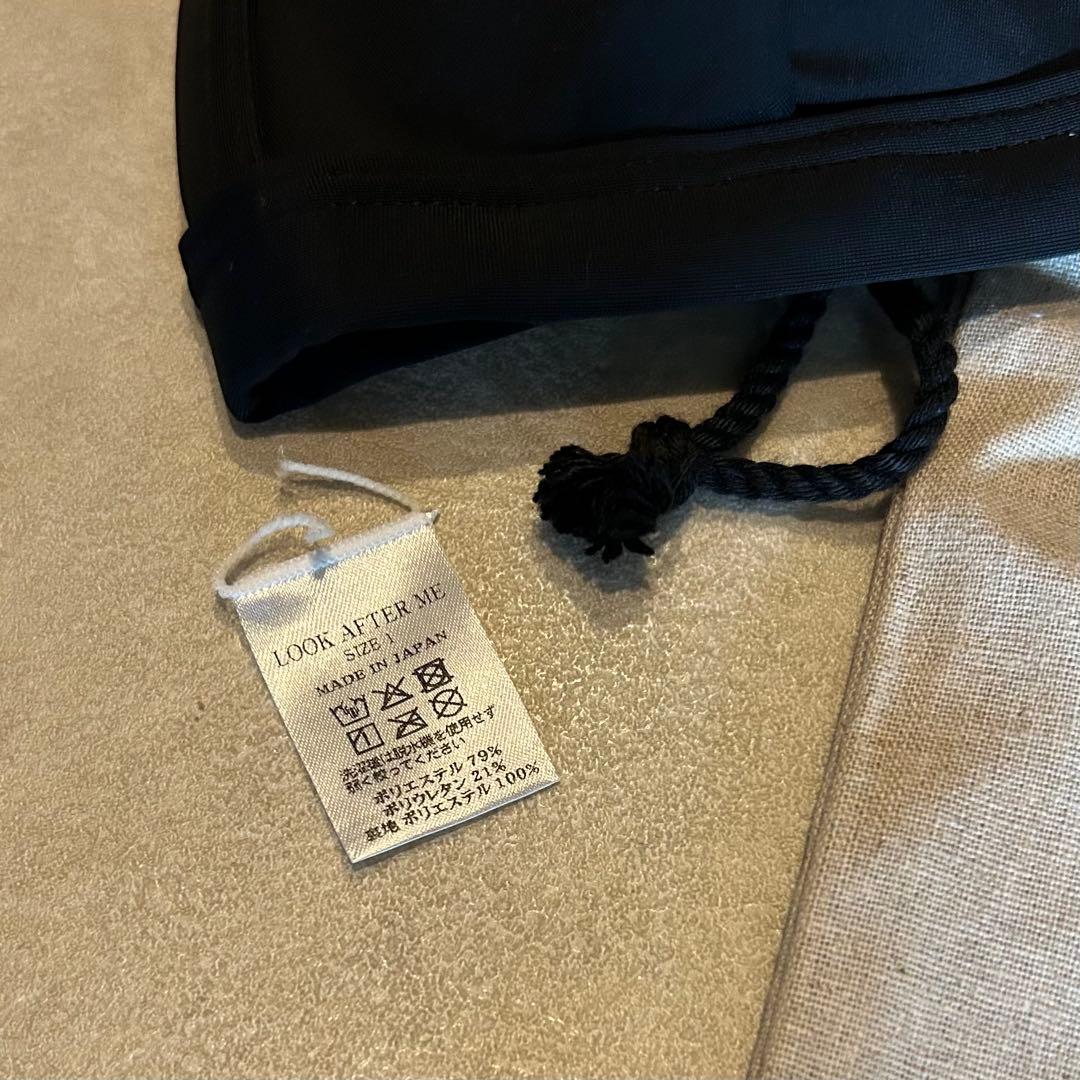 LOOK AFTER ME
SIZE 1
MADE IN JAPAN
洗濯後は脱水機を使用せず
軽く絞ってください
ポリエステル 79%
ポリウレタン 21%
裏地 ポリエステル 100%